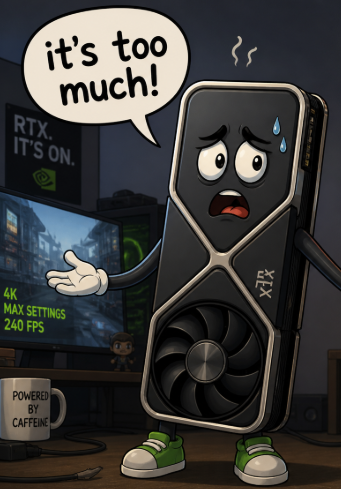 it's too
much!
RTX.
IT'S ON.
4K
MAX SETTINGS
240 FPS
POWERED
BY
CAFFEINE